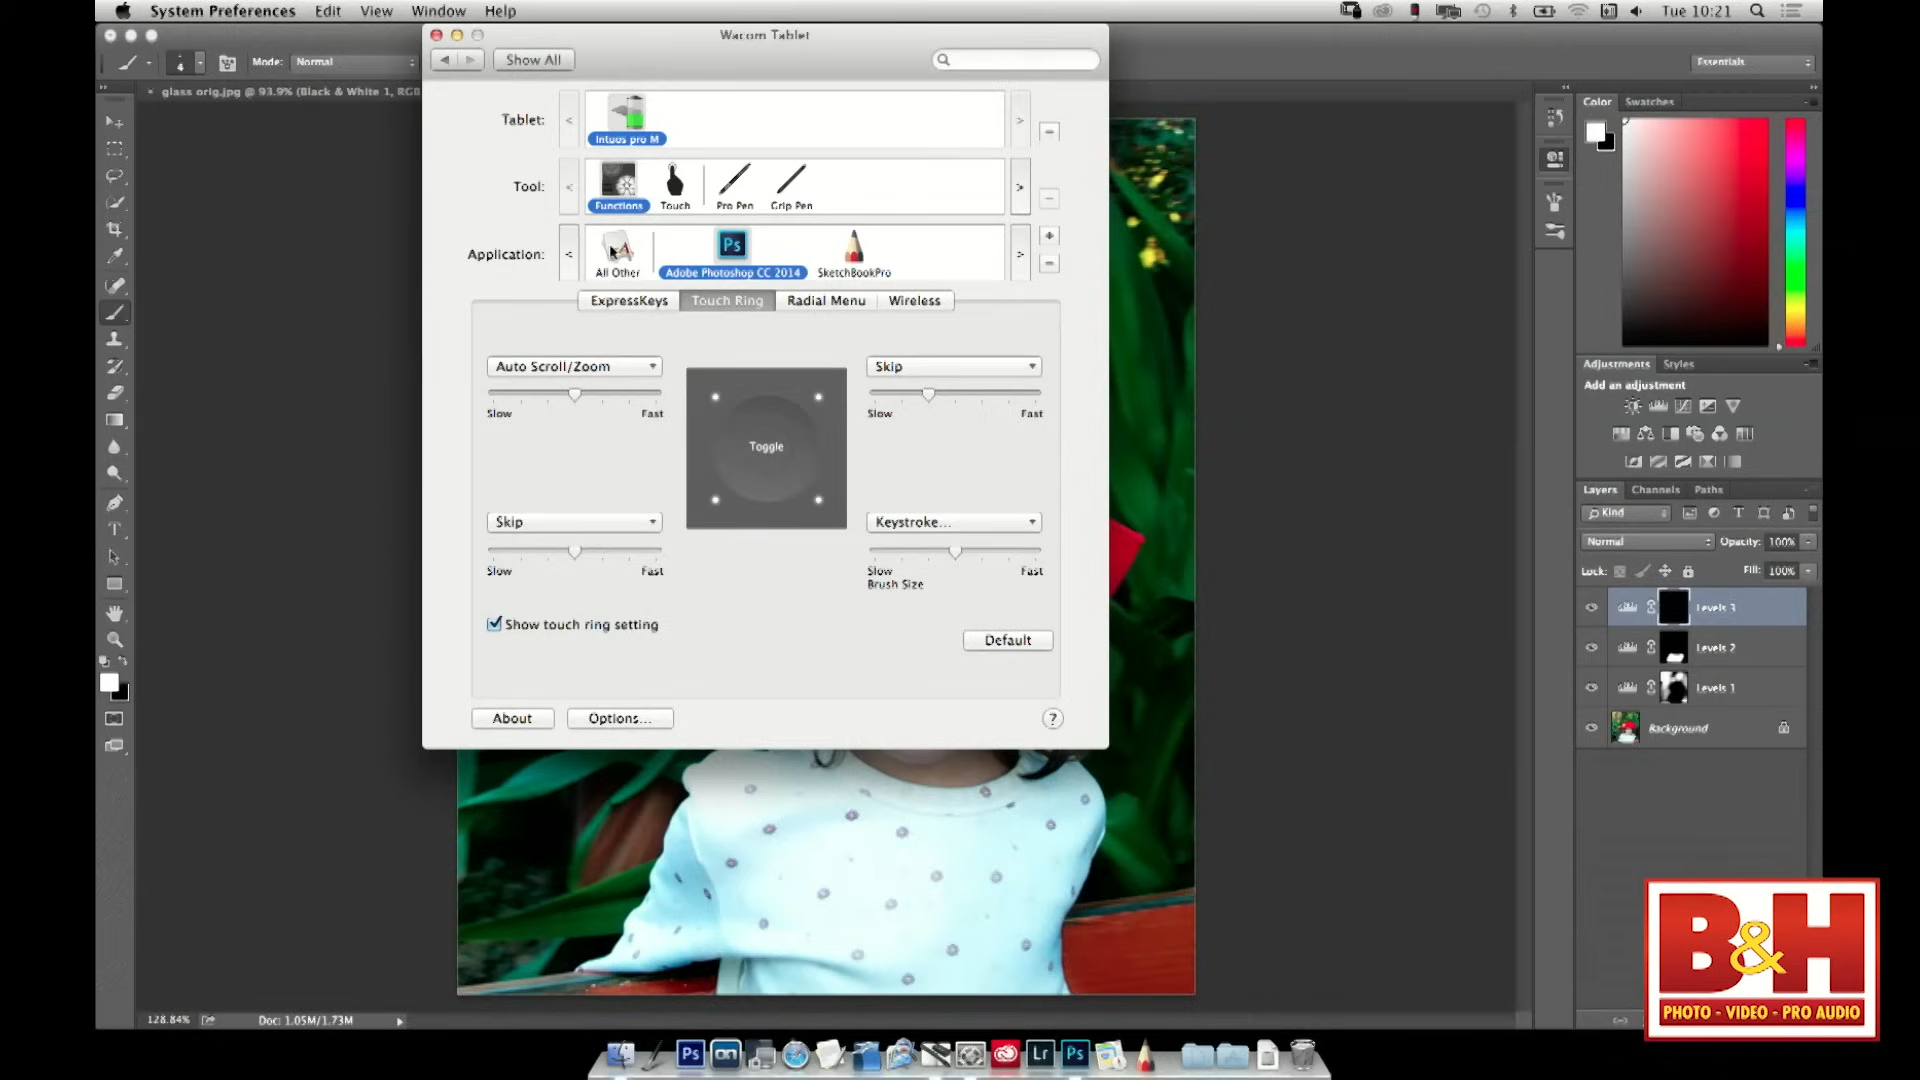 System Preferences Edit View Window Help
Tue 10:21
Wacom Tablet
Show All
4
Mode: Normal
Essentials
× glass orig.jpg @ 93.9% (Black & White 1, RGB
Tablet:
Intuos pro M
Tool:
Functions Touch Pro Pen Grip Pen
Application:
All Other Adobe Photoshop CC 2014 SketchBookPro
ExpressKeys Touch Ring Radial Menu Wireless
Auto Scroll/Zoom
Slow Fast
Skip
Slow Fast
Toggle
Skip
Slow Fast
Keystroke...
Slow Fast
Brush Size
Show touch ring setting
Default
About Options... ?
Color Swatches
Adjustments Styles
Add an adjustment
Layers Channels Paths
Kind
Normal Opacity: 100%
Lock: Fill: 100%
Levels 3
Levels 2
Levels 1
Background
128.84% Doc: 1.05M/1.73M
Ps on Lr Ps
B&H
PHOTO - VIDEO - PRO AUDIO